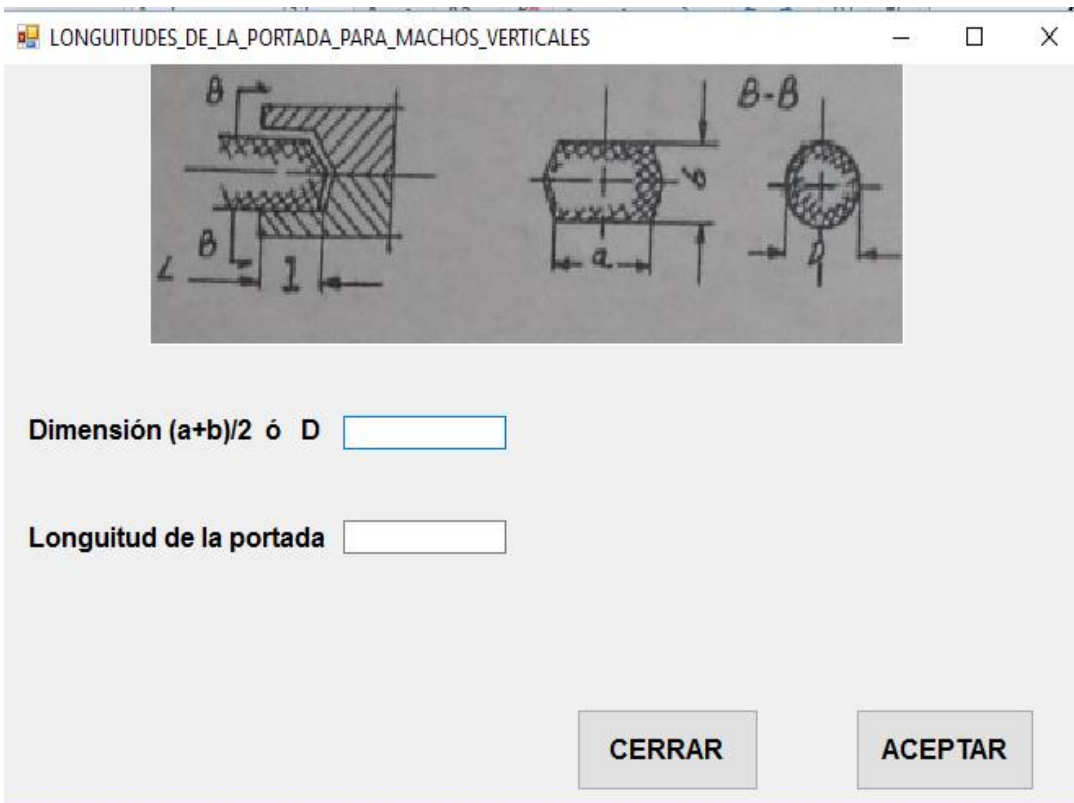 LONGUITUDES_DE_LA_PORTADA_PARA_MACHOS_VERTICALES
B
B-B
b
B
a
D
L
l
Dimensión (a+b)/2 ó D
Longuitud de la portada
CERRAR ACEPTAR